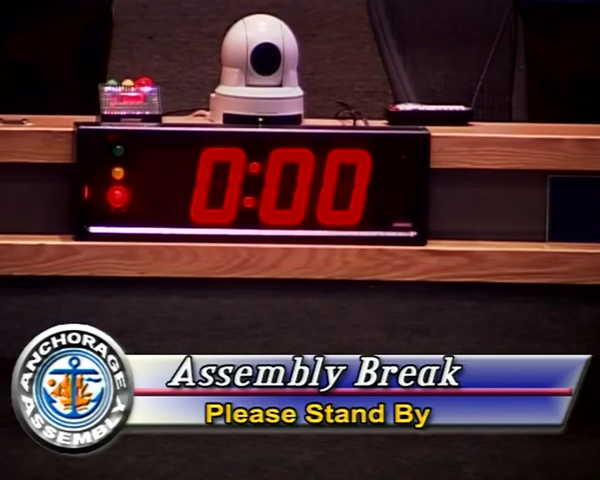 0:00
Assembly Break
Please Stand By
ANCHORAGE
ASSEMBLY